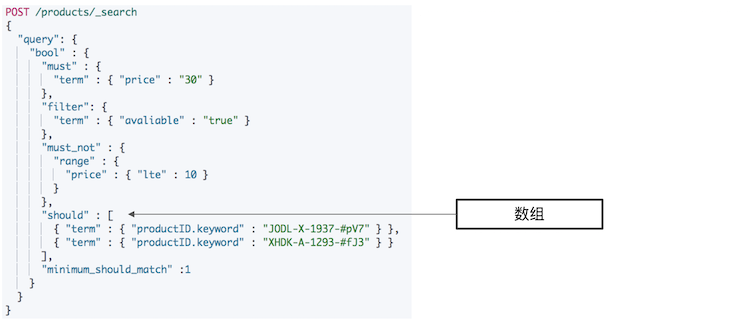 POST /products/_search
{
  "query": {
    "bool" : {
      "must" : {
        "term" : { "price" : "30" }
      },
      "filter": {
        "term" : { "avaliable" : "true" }
      },
      "must_not" : {
        "range" : {
          "price" : { "lte" : 10 }
        }
      },
      "should" : [
        { "term" : { "productID.keyword" : "JODL-X-1937-#pV7" } },
        { "term" : { "productID.keyword" : "XHDK-A-1293-#fJ3" } }
      ],
      "minimum_should_match" :1
    }
  }
}
数组